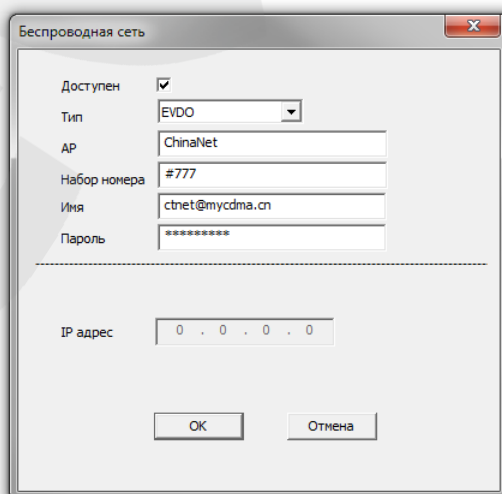 Беспроводная сеть
Доступен
Тип EVDO
AP ChinaNet
Набор номера #777
Имя ctnet@mycdma.cn
Пароль *********
IP адрес 0 . 0 . 0 . 0
OK Отмена